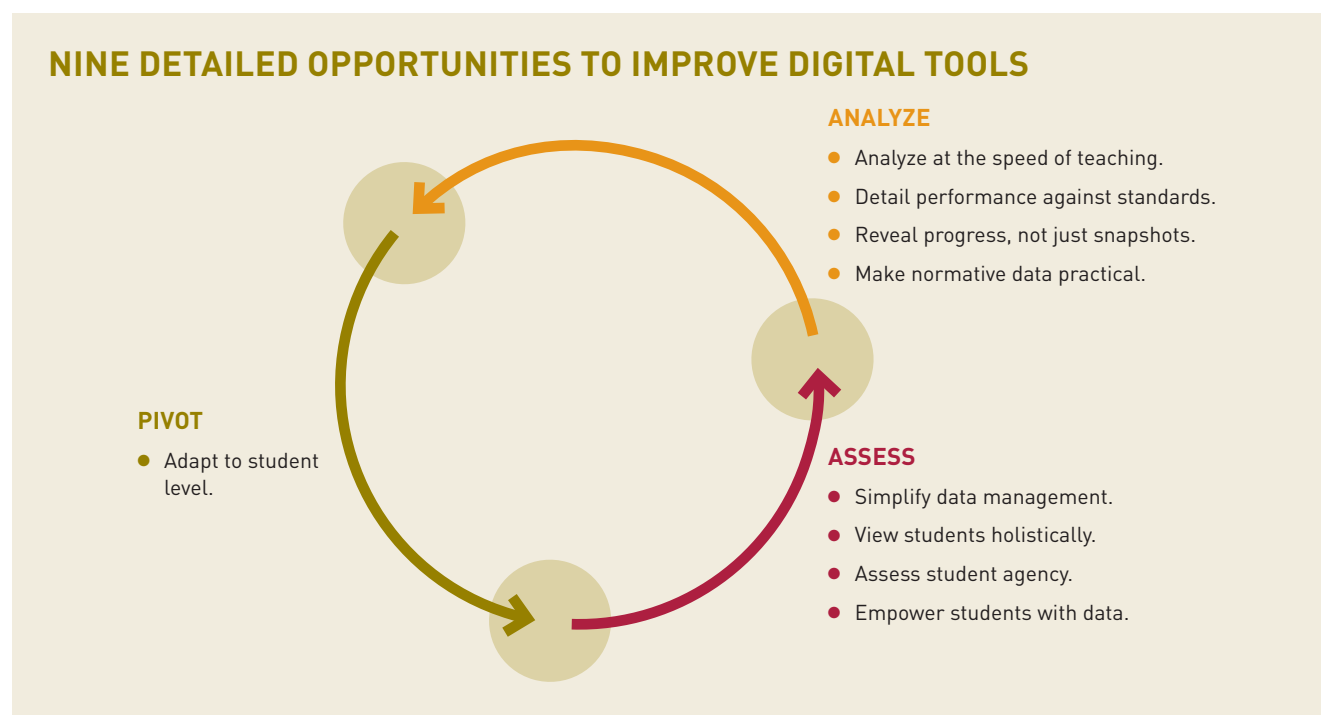 NINE DETAILED OPPORTUNITIES TO IMPROVE DIGITAL TOOLS
ANALYZE
Analyze at the speed of teaching.
Detail performance against standards.
Reveal progress, not just snapshots.
Make normative data practical.
PIVOT
Adapt to student
level.
ASSESS
Simplify data management.
View students holistically.
Assess student agency.
Empower students with data.